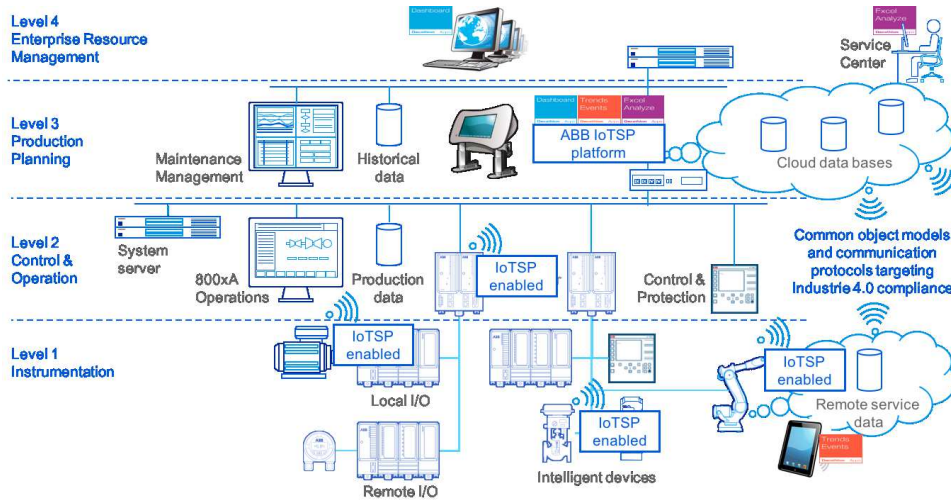 Level 4
Enterprise Resource
Management
Dashboard
Excel
Analyze
Service
Center
Level 3
Production
Planning
Maintenance
Management
Historical
data
Dashboard
Trends
Events
Excel
Analyze
ABB IoTSP
platform
Cloud data bases
Level 2
Control &
Operation
System
server
800xA
Operations
Production
data
IoTSP
enabled
Control &
Protection
Common object models
and communication
protocols targeting
Industrie 4.0 compliance
Level 1
Instrumentation
IoTSP
enabled
Local I/O
Remote I/O
IoTSP
enabled
Intelligent devices
IoTSP
enabled
Remote service
data
Trends
Events